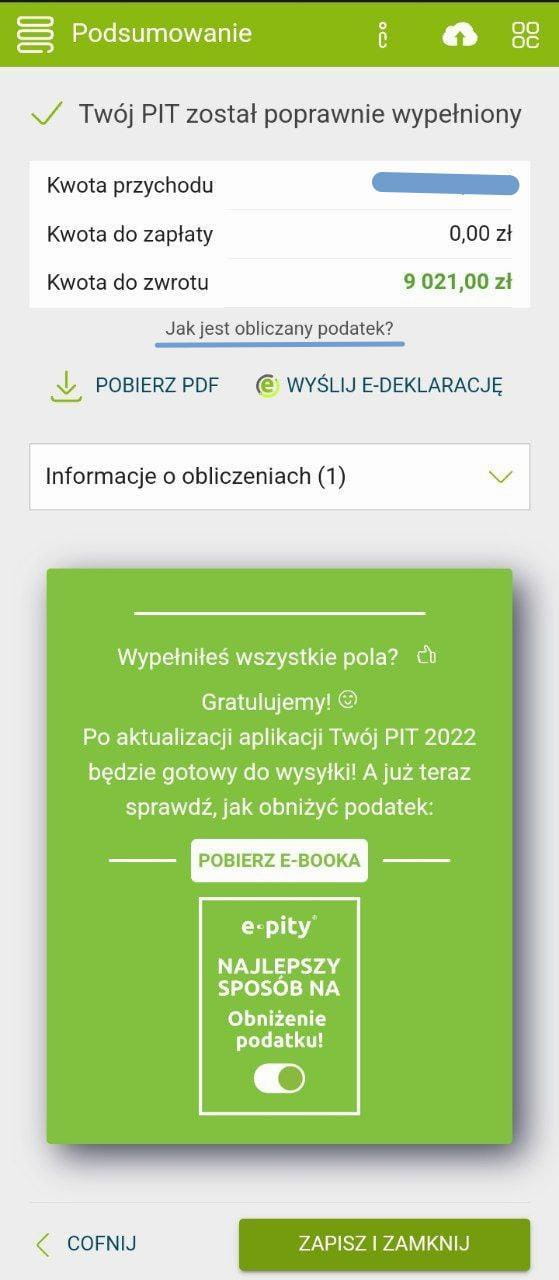 Podsumowanie
Twój PIT został poprawnie wypełniony
Kwota przychodu
Kwota do zapłaty 0,00 zł
Kwota do zwrotu 9 021,00 zł
Jak jest obliczany podatek?
POBIERZ PDF e WYŚLIJ E-DEKLARACJĘ
Informacje o obliczeniach (1)
Wypełniłeś wszystkie pola?
Gratulujemy!
Po aktualizacji aplikacji Twój PIT 2022
będzie gotowy do wysyłki! A już teraz
sprawdź, jak obniżyć podatek:
POBIERZ E-BOOKA
e-pity®
NAJLEPSZY
SPOSÓB NA
Obniżenie
podatku!
COFNIJ ZAPISZ I ZAMKNIJ